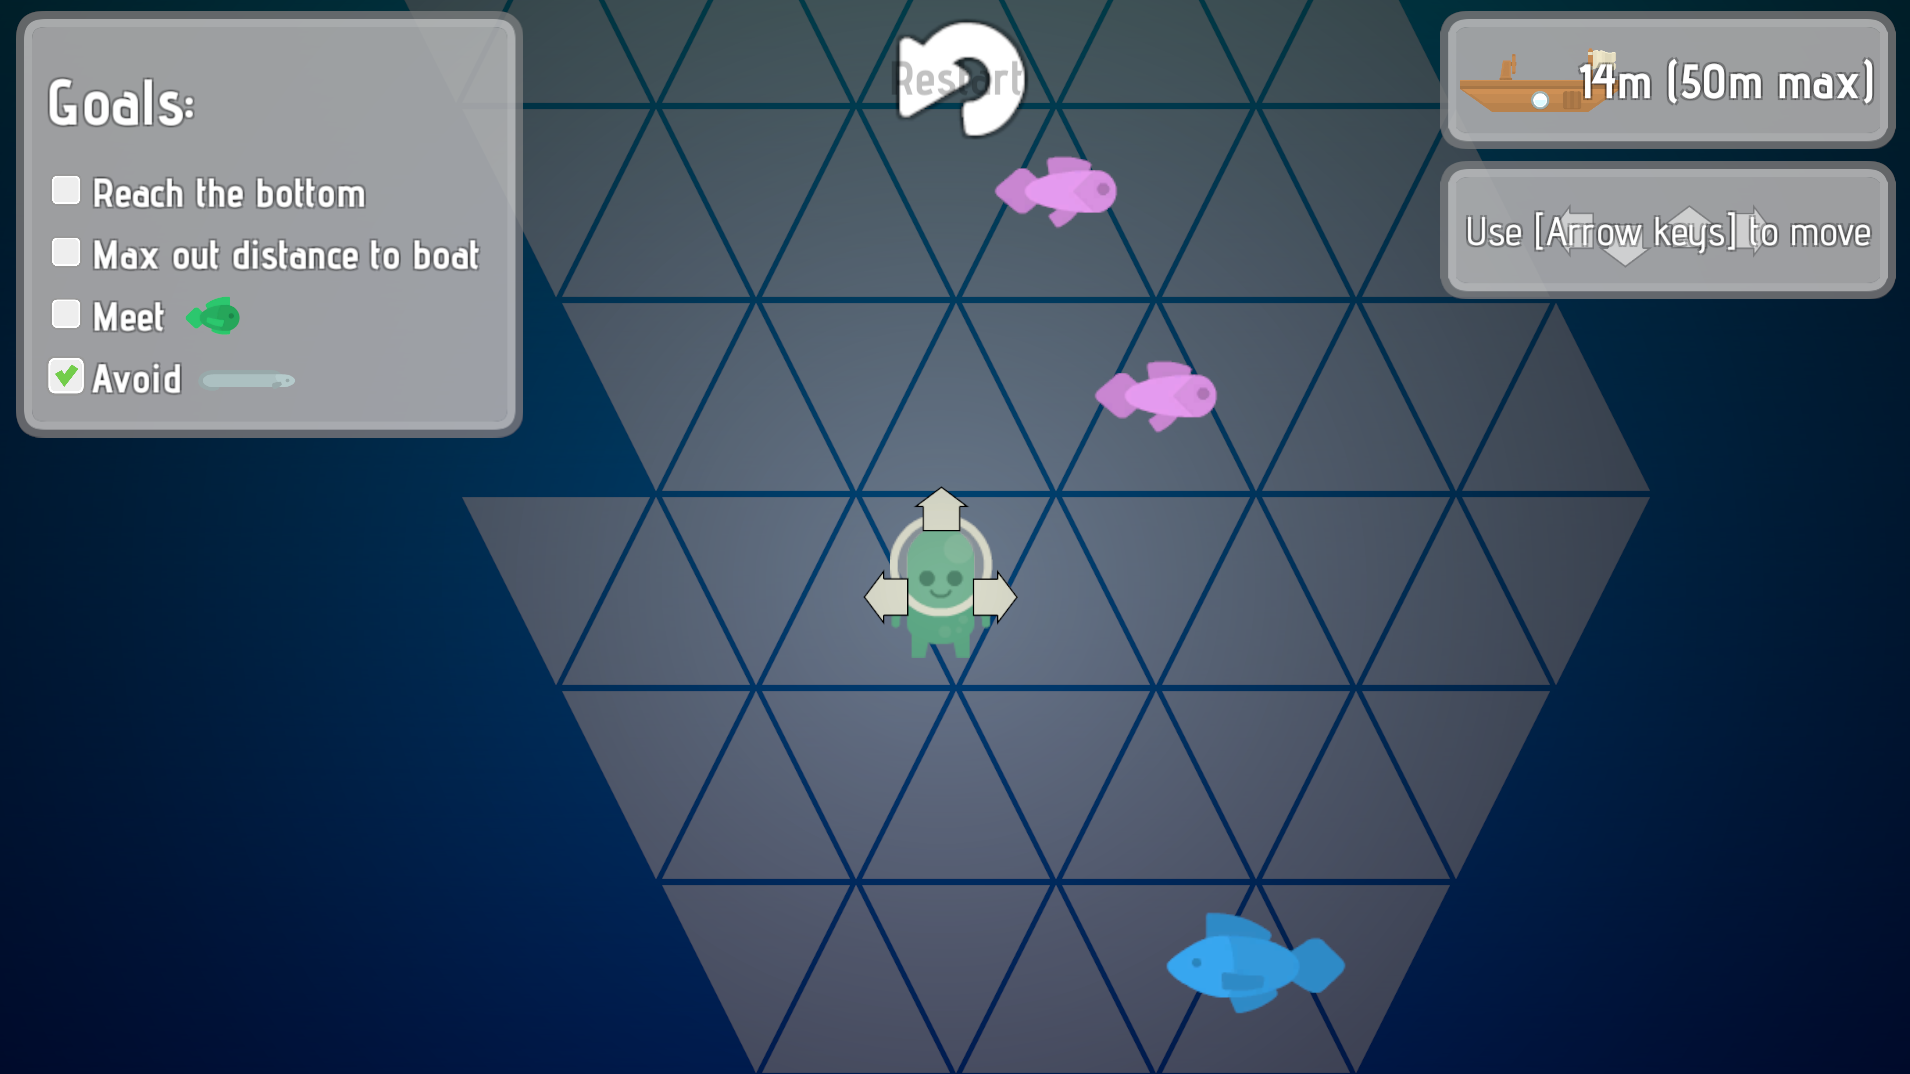 Goals:
Reach the bottom
Max out distance to boat
Meet
Avoid
Restart
14m (50m max)
Use [Arrow keys] to move